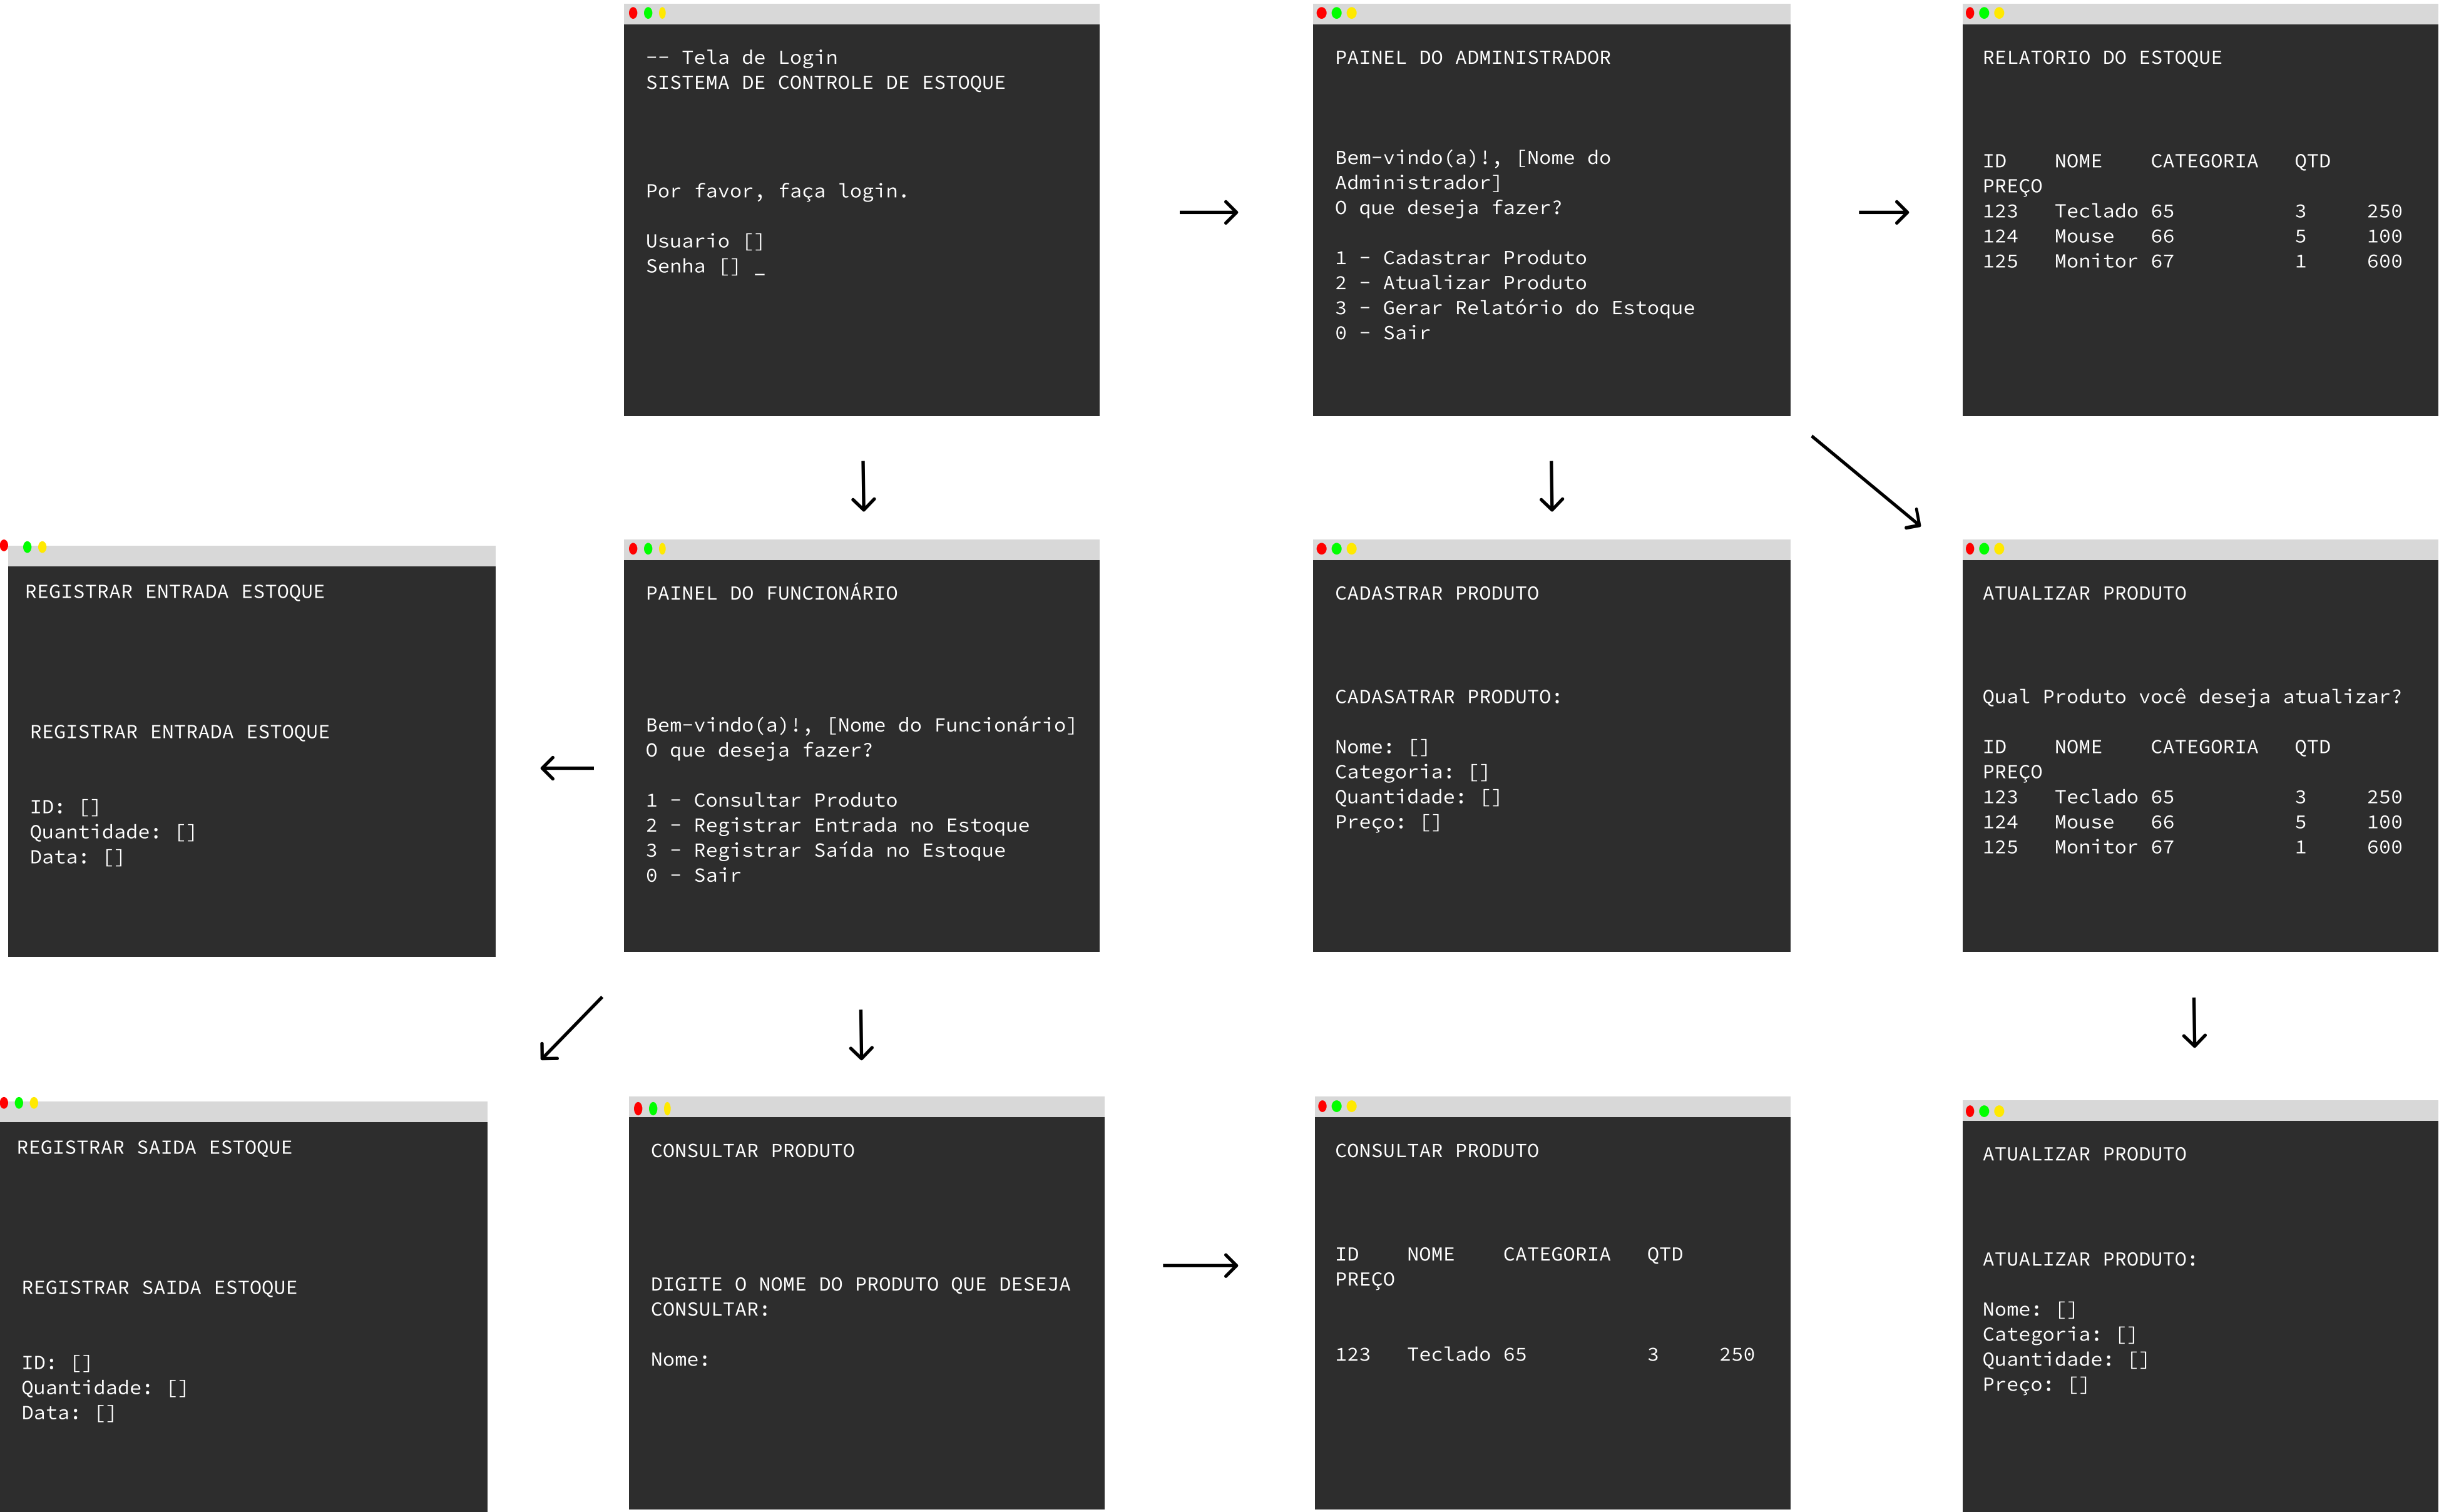 -- Tela de Login
SISTEMA DE CONTROLE DE ESTOQUE
Por favor, faça login.
Usuario []
Senha [] _
PAINEL DO ADMINISTRADOR
Bem-vindo(a)!, [Nome do
Administrador]
O que deseja fazer?
1 - Cadastrar Produto
2 - Atualizar Produto
3 - Gerar Relatório do Estoque
0 - Sair
RELATORIO DO ESTOQUE
ID NOME CATEGORIA QTD
PREÇO
123 Teclado 65 3 250
124 Mouse 66 5 100
125 Monitor 67 1 600
REGISTRAR ENTRADA ESTOQUE
REGISTRAR ENTRADA ESTOQUE
ID: []
Quantidade: []
Data: []
PAINEL DO FUNCIONÁRIO
Bem-vindo(a)!, [Nome do Funcionário]
O que deseja fazer?
1 - Consultar Produto
2 - Registrar Entrada no Estoque
3 - Registrar Saída no Estoque
0 - Sair
CADASTRAR PRODUTO
CADASATRAR PRODUTO:
Nome: []
Categoria: []
Quantidade: []
Preço: []
ATUALIZAR PRODUTO
Qual Produto você deseja atualizar?
ID NOME CATEGORIA QTD
PREÇO
123 Teclado 65 3 250
124 Mouse 66 5 100
125 Monitor 67 1 600
REGISTRAR SAIDA ESTOQUE
REGISTRAR SAIDA ESTOQUE
ID: []
Quantidade: []
Data: []
CONSULTAR PRODUTO
DIGITE O NOME DO PRODUTO QUE DESEJA
CONSULTAR:
Nome:
CONSULTAR PRODUTO
ID NOME CATEGORIA QTD
PREÇO
123 Teclado 65 3 250
ATUALIZAR PRODUTO
ATUALIZAR PRODUTO:
Nome: []
Categoria: []
Quantidade: []
Preço: []